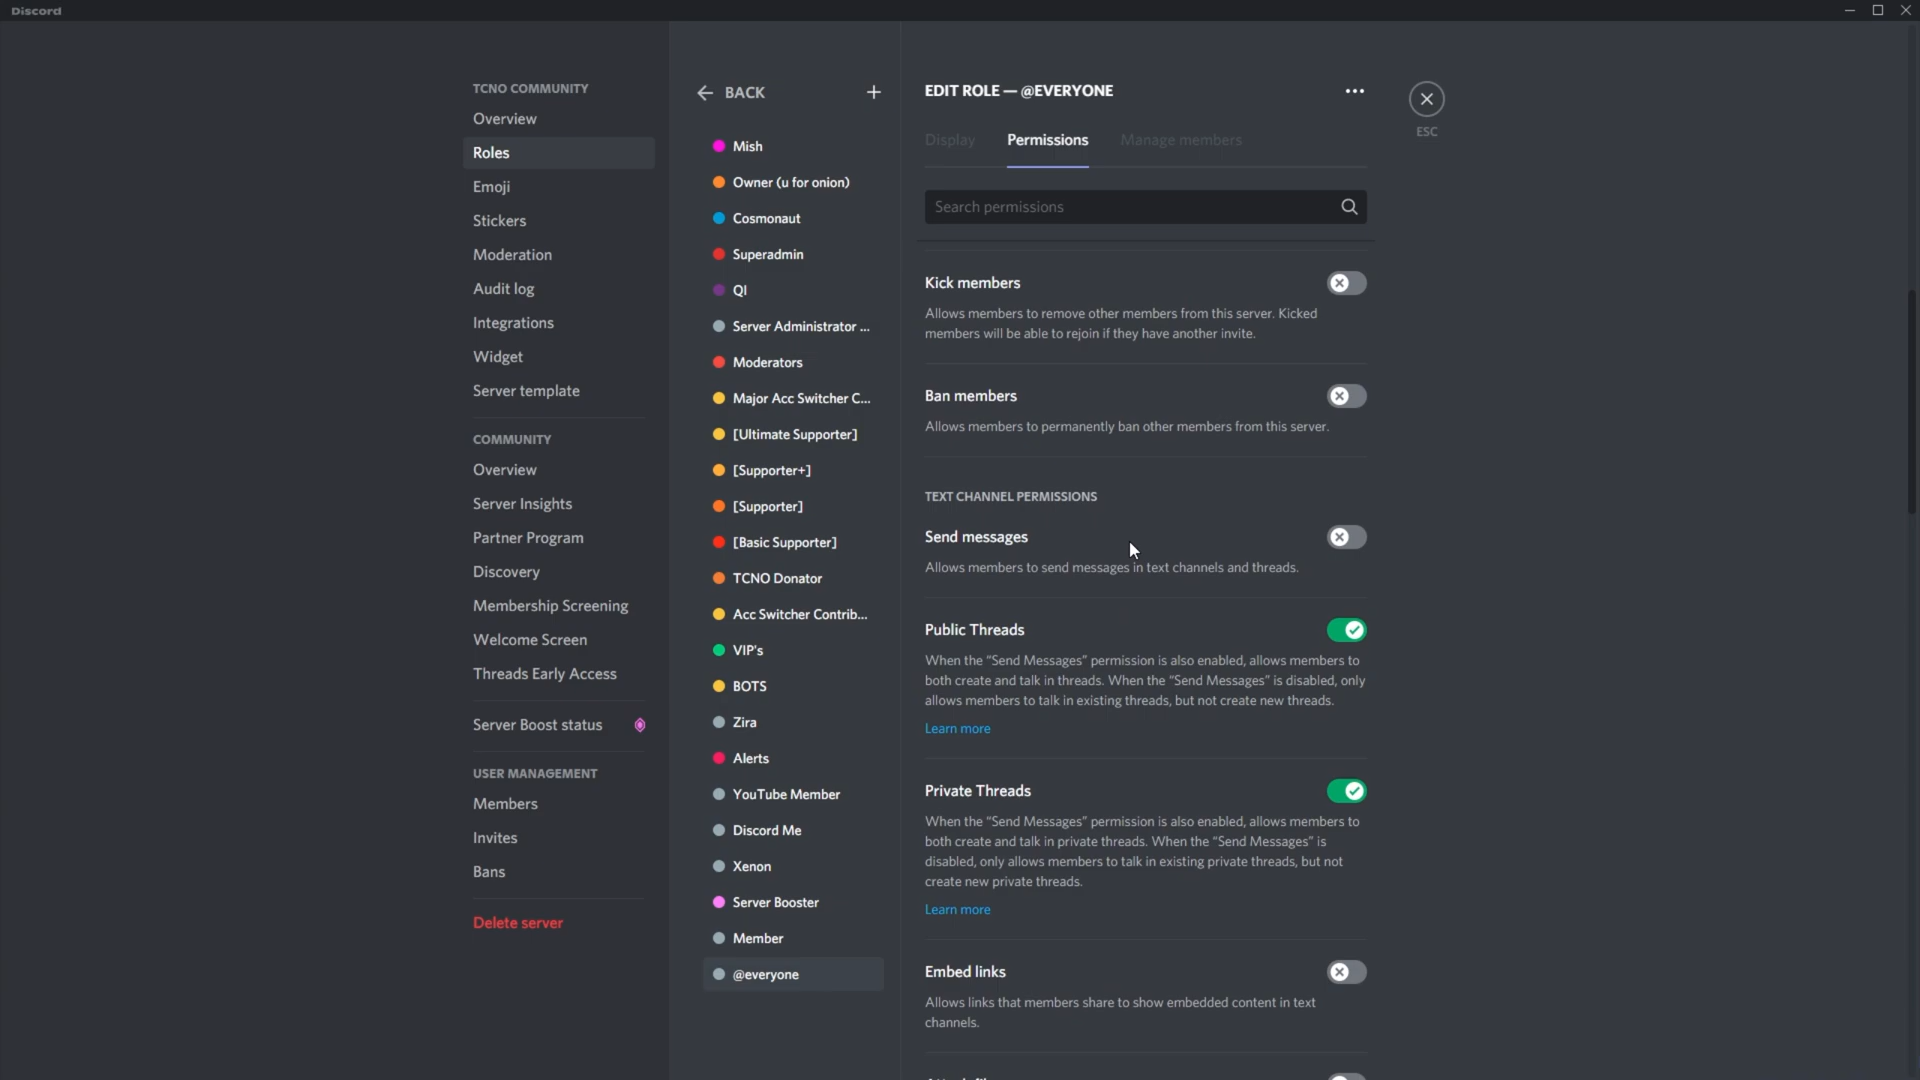 Discord
TCNO COMMUNITY
Overview
Roles
Emoji
Stickers
Moderation
Audit log
Integrations
Widget
Server template
COMMUNITY
Overview
Server Insights
Partner Program
Discovery
Membership Screening
Welcome Screen
Threads Early Access
Server Boost status
USER MANAGEMENT
Members
Invites
Bans
Delete server
BACK
Mish
Owner (u for onion)
Cosmonaut
Superadmin
QI
Server Administrator ...
Moderators
Major Acc Switcher C...
[Ultimate Supporter]
[Supporter+]
[Supporter]
[Basic Supporter]
TCNO Donator
Acc Switcher Contrib...
VIP's
BOTS
Zira
Alerts
YouTube Member
Discord Me
Xenon
Server Booster
Member
@everyone
EDIT ROLE — @EVERYONE
Display Permissions Manage members
Search permissions
Kick members
Allows members to remove other members from this server. Kicked
members will be able to rejoin if they have another invite.
Ban members
Allows members to permanently ban other members from this server.
TEXT CHANNEL PERMISSIONS
Send messages
Allows members to send messages in text channels and threads.
Public Threads
When the “Send Messages” permission is also enabled, allows members to
both create and talk in threads. When the “Send Messages” is disabled, only
allows members to talk in existing threads, but not create new threads.
Learn more
Private Threads
When the “Send Messages” permission is also enabled, allows members to
both create and talk in private threads. When the “Send Messages” is
disabled, only allows members to talk in existing private threads, but not
create new private threads.
Learn more
Embed links
Allows links that members share to show embedded content in text
channels.
ESC